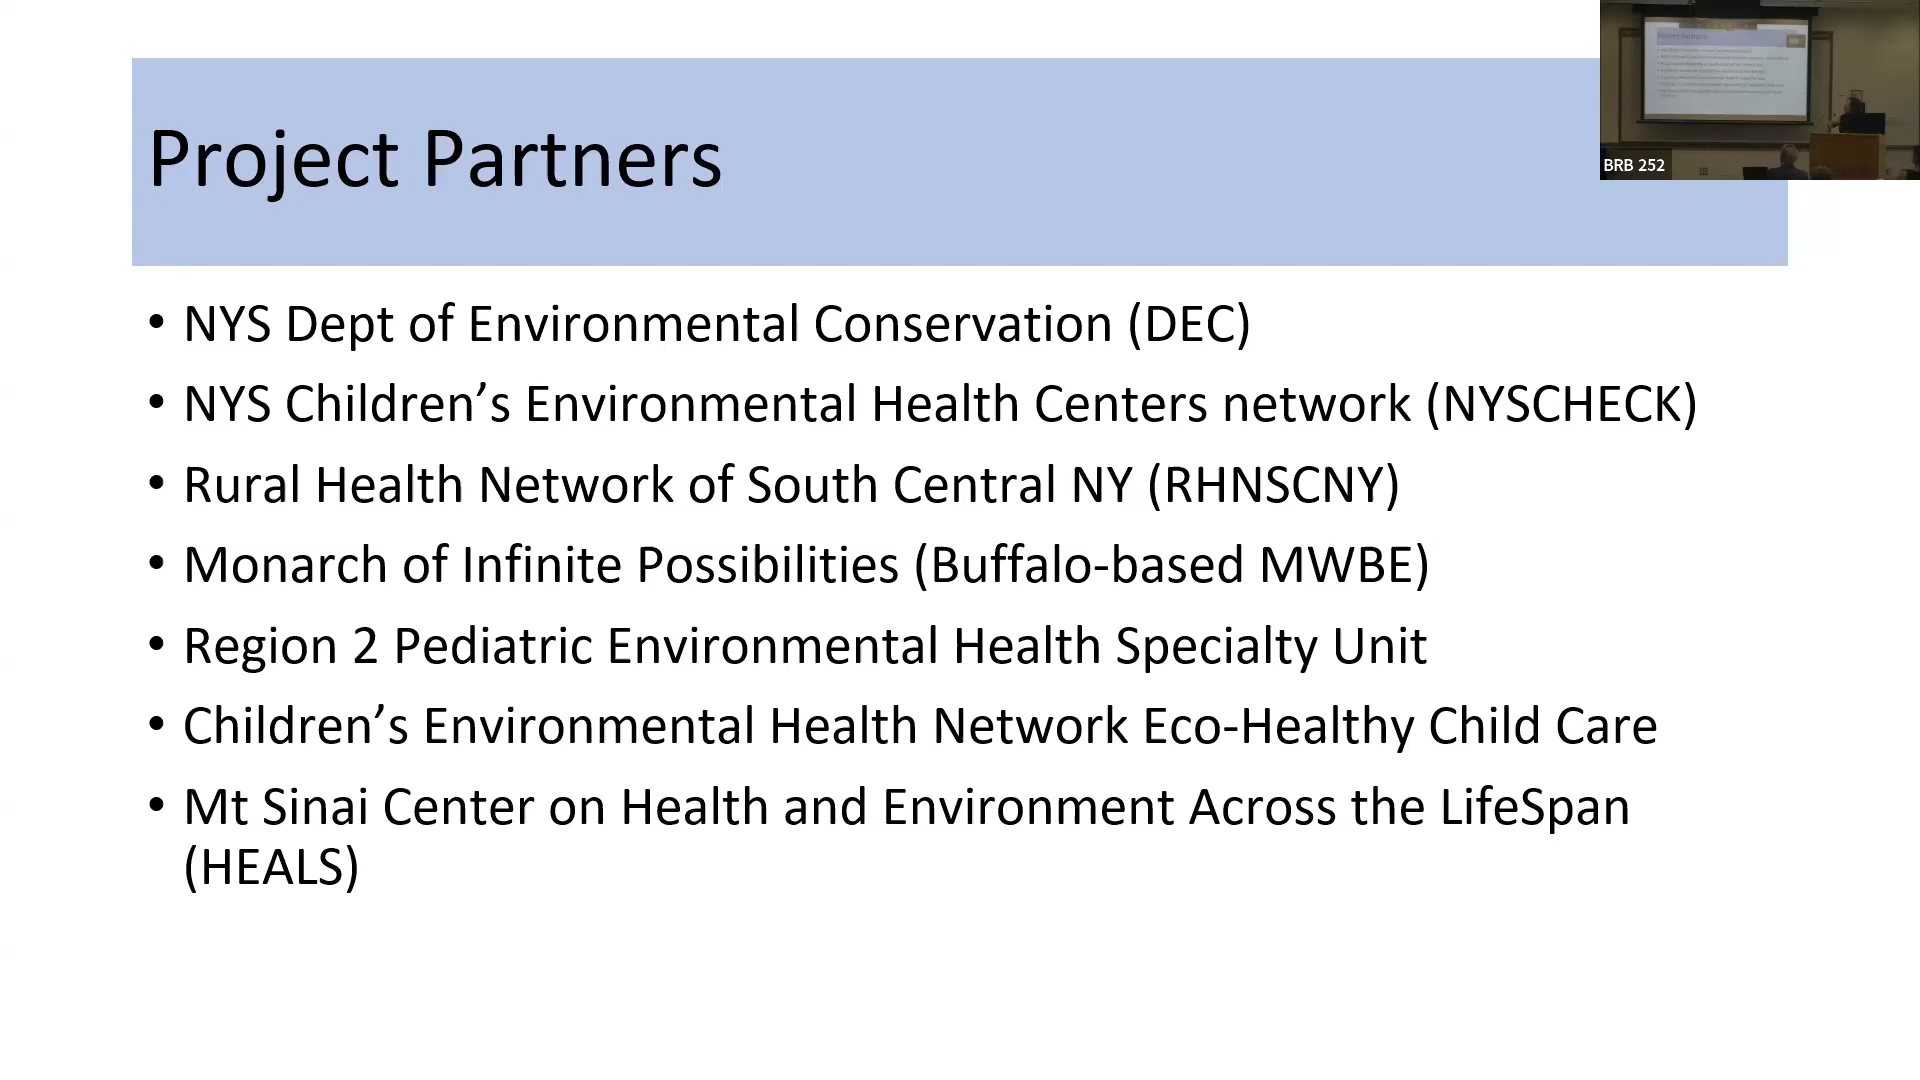 Project Partners
BRB 252
• NYS Dept of Environmental Conservation (DEC)
• NYS Children’s Environmental Health Centers network (NYSCHECK)
• Rural Health Network of South Central NY (RHNSCNY)
• Monarch of Infinite Possibilities (Buffalo-based MWBE)
• Region 2 Pediatric Environmental Health Specialty Unit
• Children’s Environmental Health Network Eco-Healthy Child Care
• Mt Sinai Center on Health and Environment Across the LifeSpan
(HEALS)